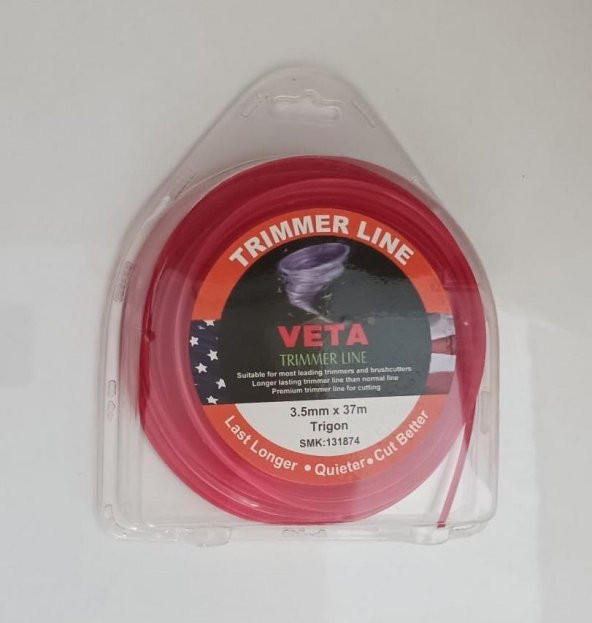 TRIMMER LINE
VETA
TRIMMER LINE
Suitable for most leading trimmers and brushcutters
Longer lasting trimmer line than normal line
Premium trimmer line for cutting
3.5mm x 37m
Trigon
SMK:131874
Last Longer • Quieter • Cut Better